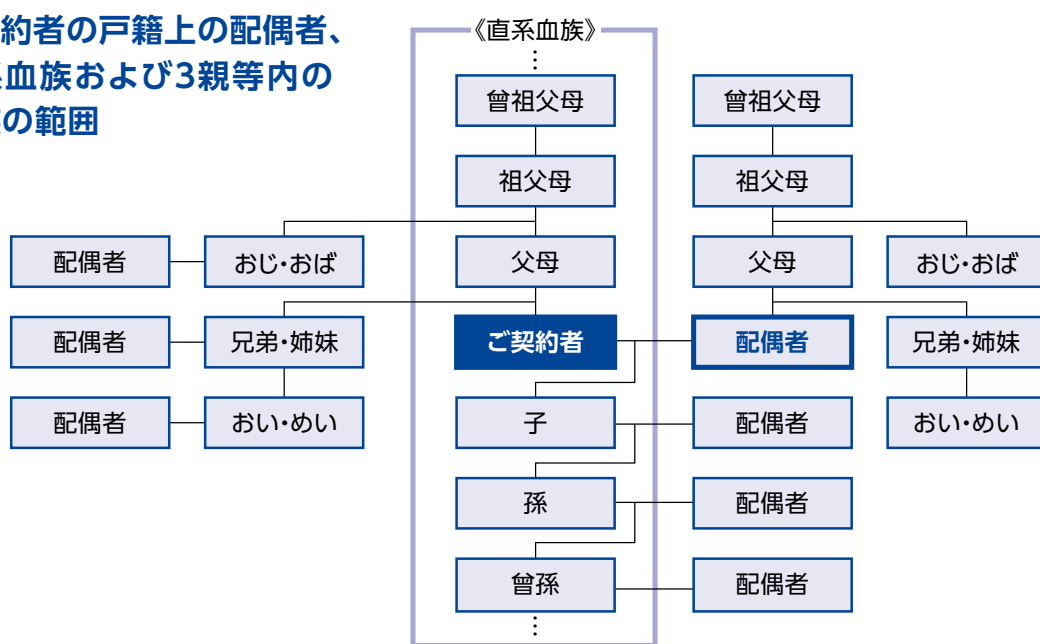 約者の戸籍上の配偶者、
血族および3親等内の
の範囲
《直系血族》
⋮
曾祖父母 曾祖父母
祖父母 祖父母
配偶者 おじ・おば 父母 父母 おじ・おば
配偶者 兄弟・姉妹 ご契約者 配偶者 兄弟・姉妹
配偶者 おい・めい 子 配偶者 おい・めい
孫 配偶者
曾孫 配偶者
⋮